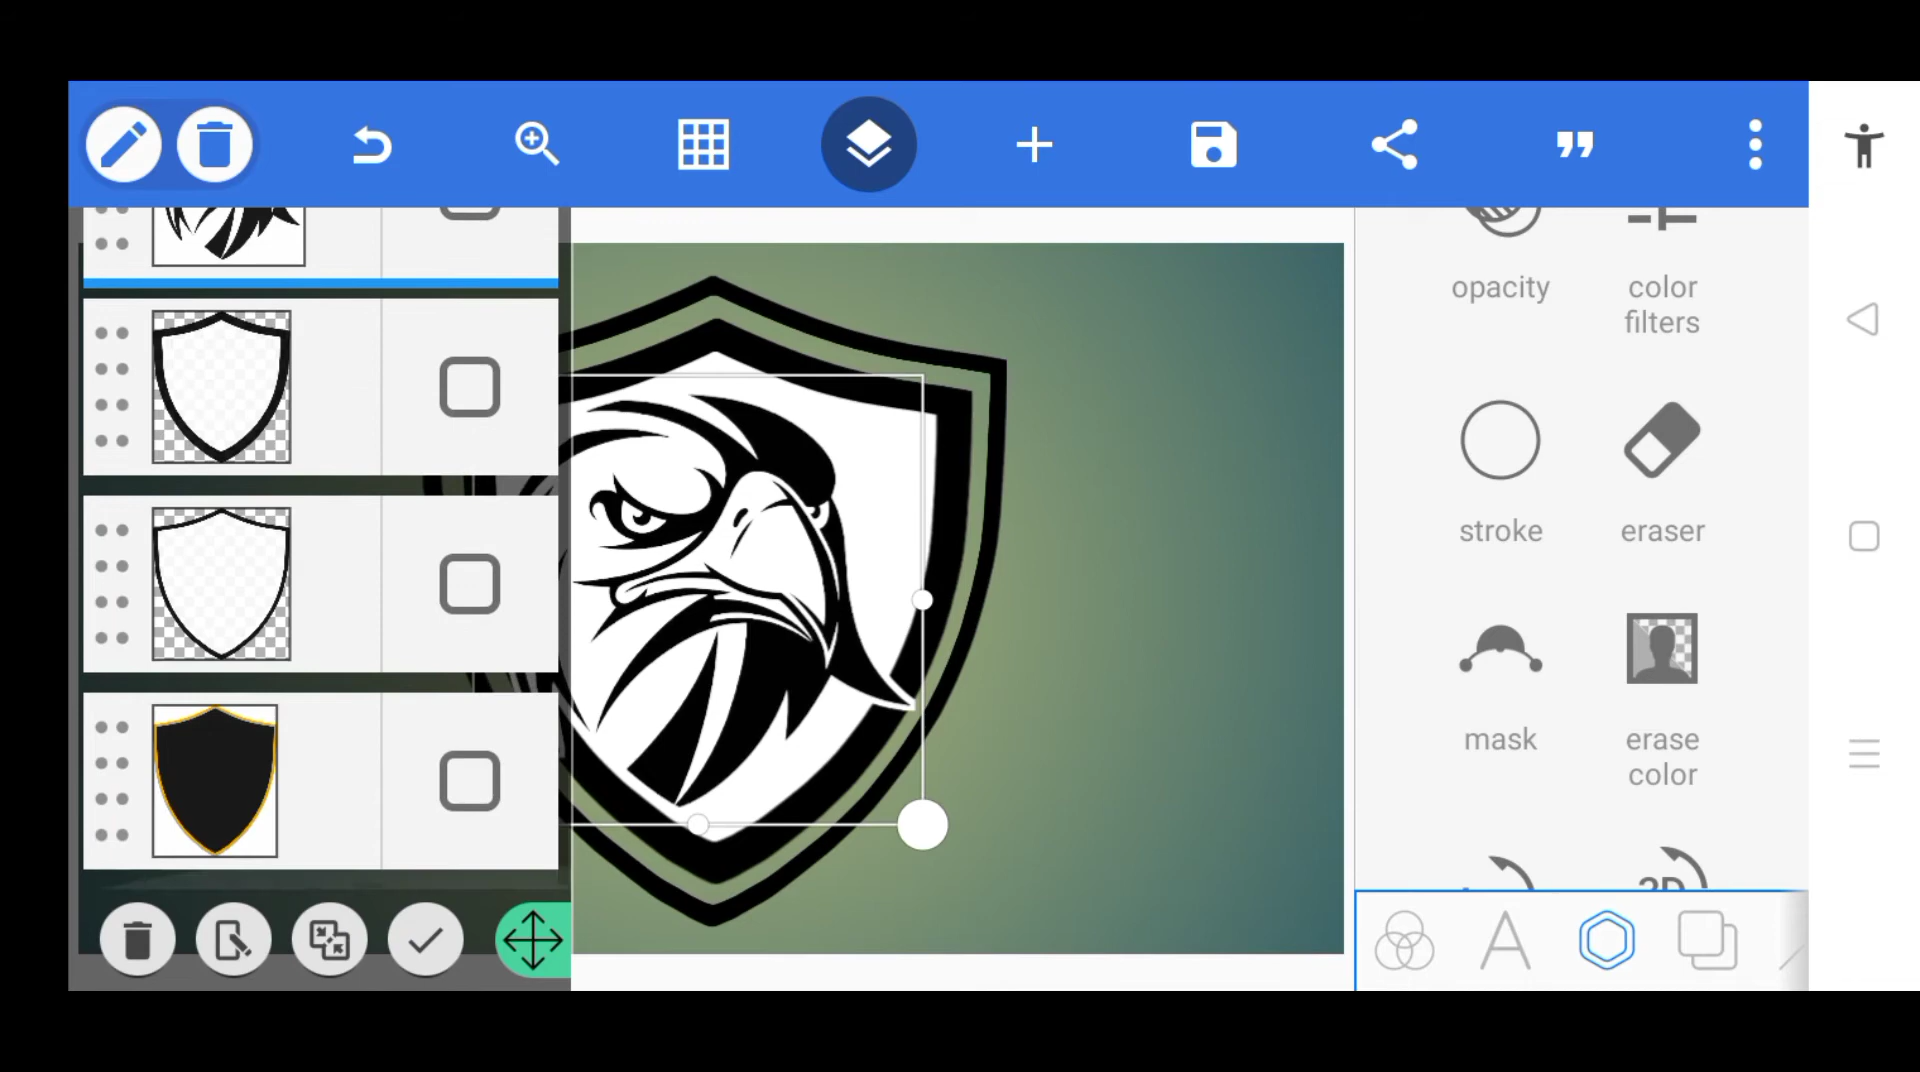 opacity
color
filters
stroke
eraser
mask
erase
color